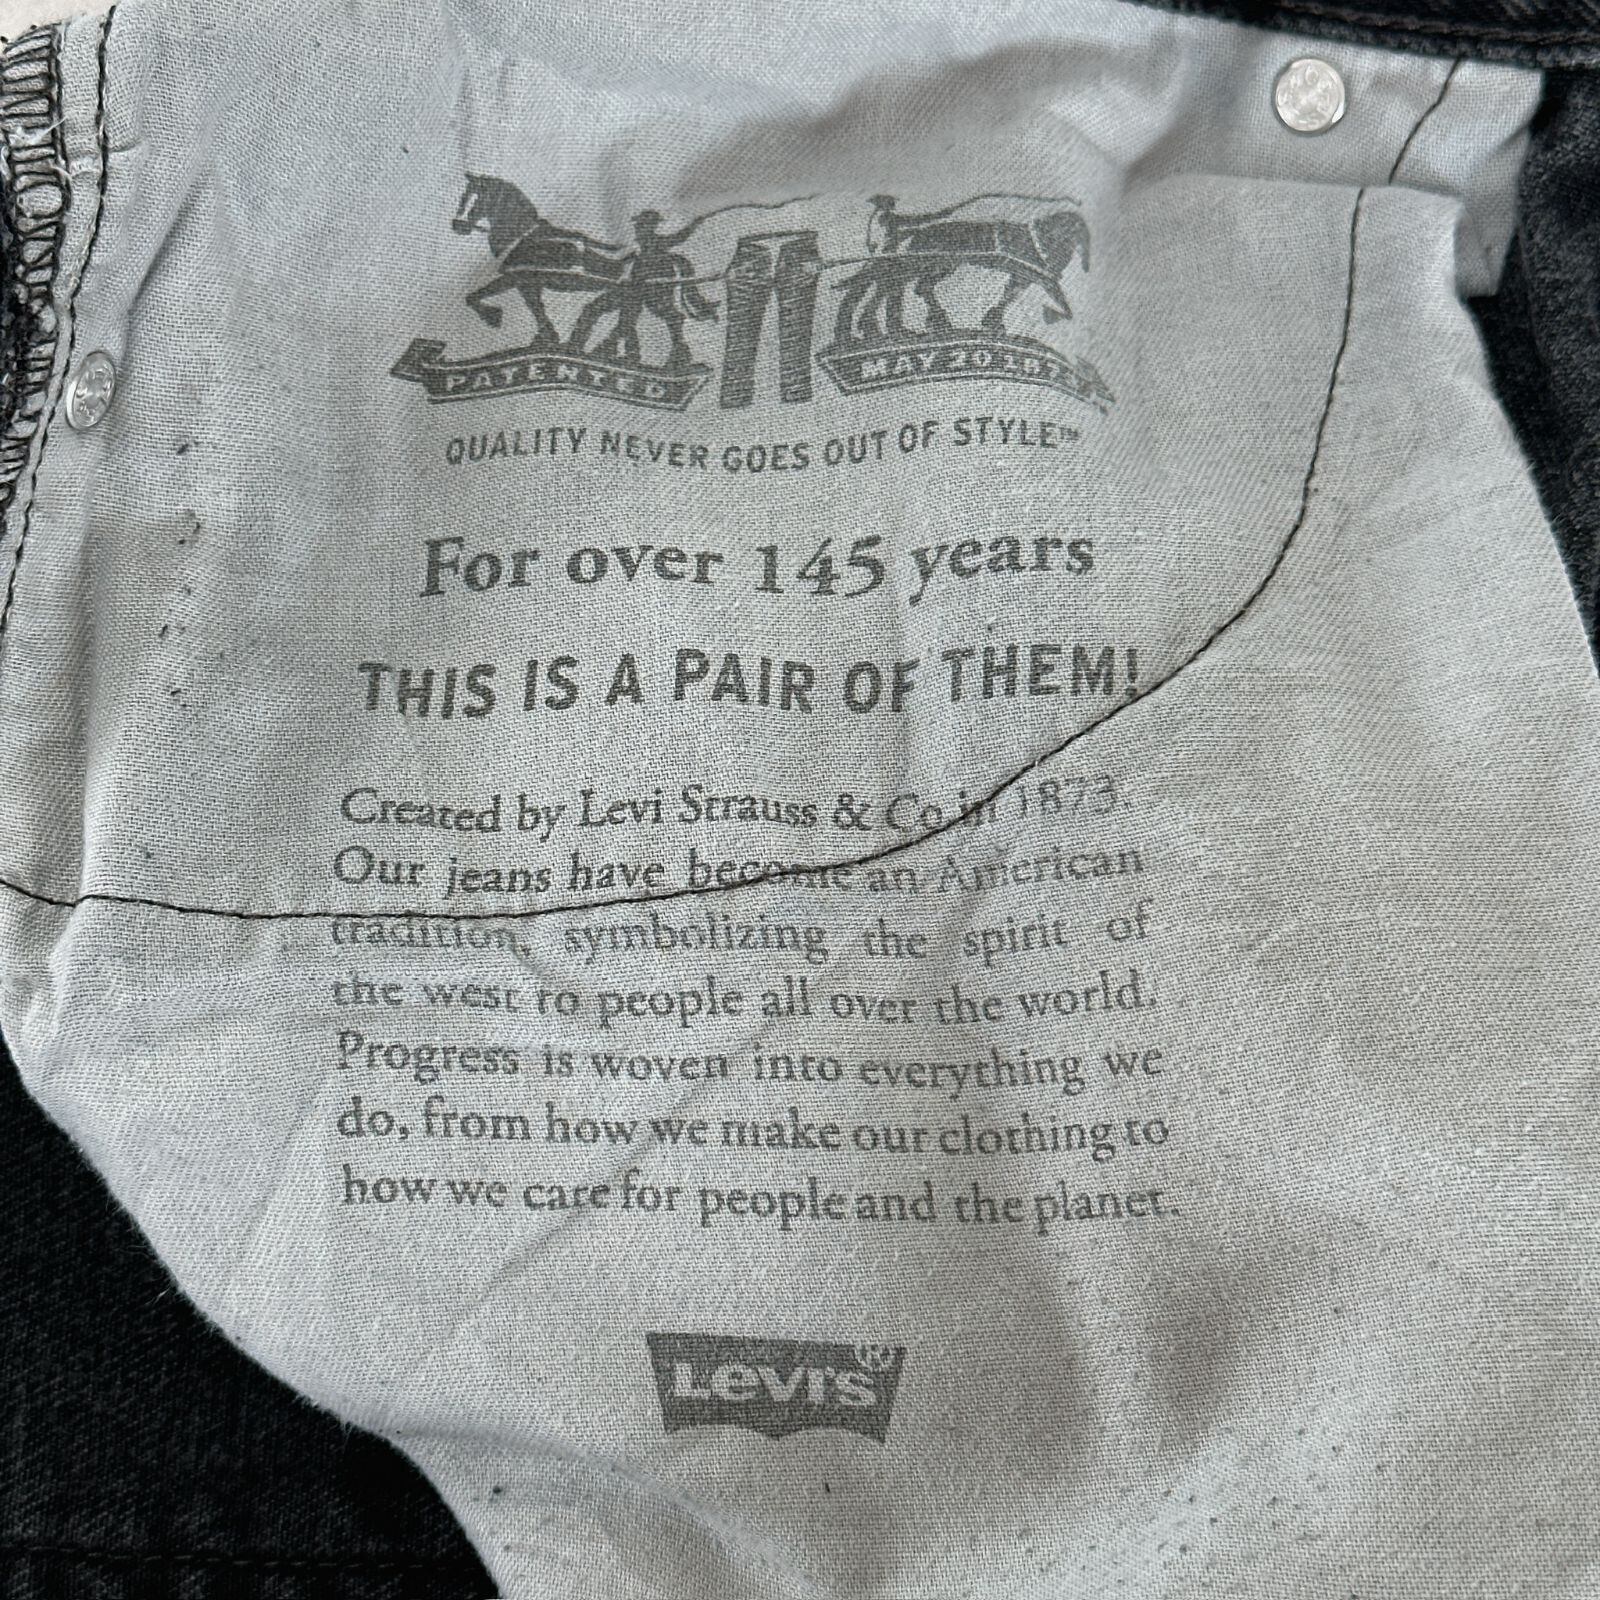 PATENTED MAY 20 1873
QUALITY NEVER GOES OUT OF STYLE™
For over 145 years
THIS IS A PAIR OF THEM!
Created by Levi Strauss & Co in 1873.
Our jeans have become an American
tradition, symbolizing the spirit of
the west to people all over the world.
Progress is woven into everything we
do, from how we make our clothing to
how we care for people and the planet.
Levi's ®